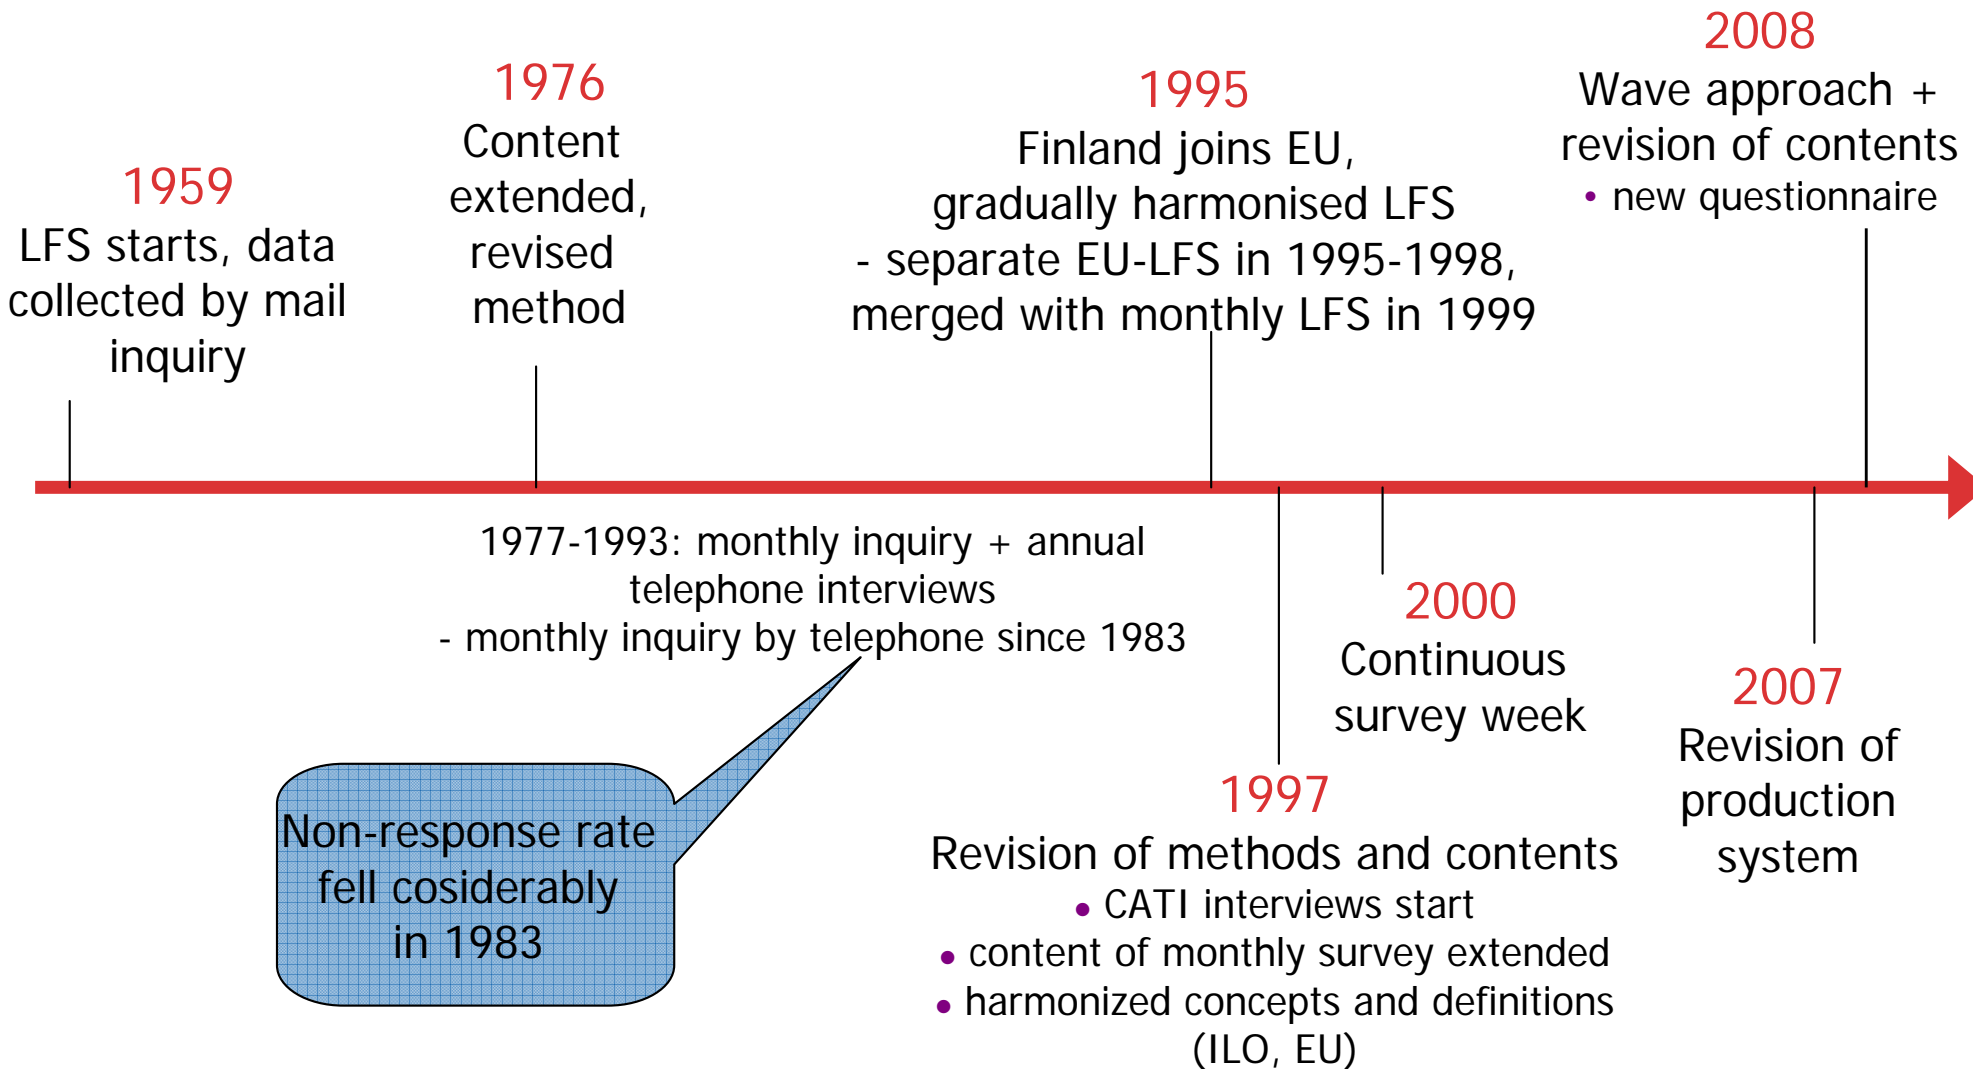 1959
LFS starts, data
collected by mail
inquiry
1976
Content
extended,
revised
method
1995
Finland joins EU,
gradually harmonised LFS
- separate EU-LFS in 1995-1998,
merged with monthly LFS in 1999
2008
Wave approach +
revision of contents
• new questionnaire
1977-1993: monthly inquiry + annual
telephone interviews
- monthly inquiry by telephone since 1983
Non-response rate
fell cosiderably
in 1983
1997
Revision of methods and contents
• CATI interviews start
• content of monthly survey extended
• harmonized concepts and definitions
(ILO, EU)
2000
Continuous
survey week
2007
Revision of
production
system